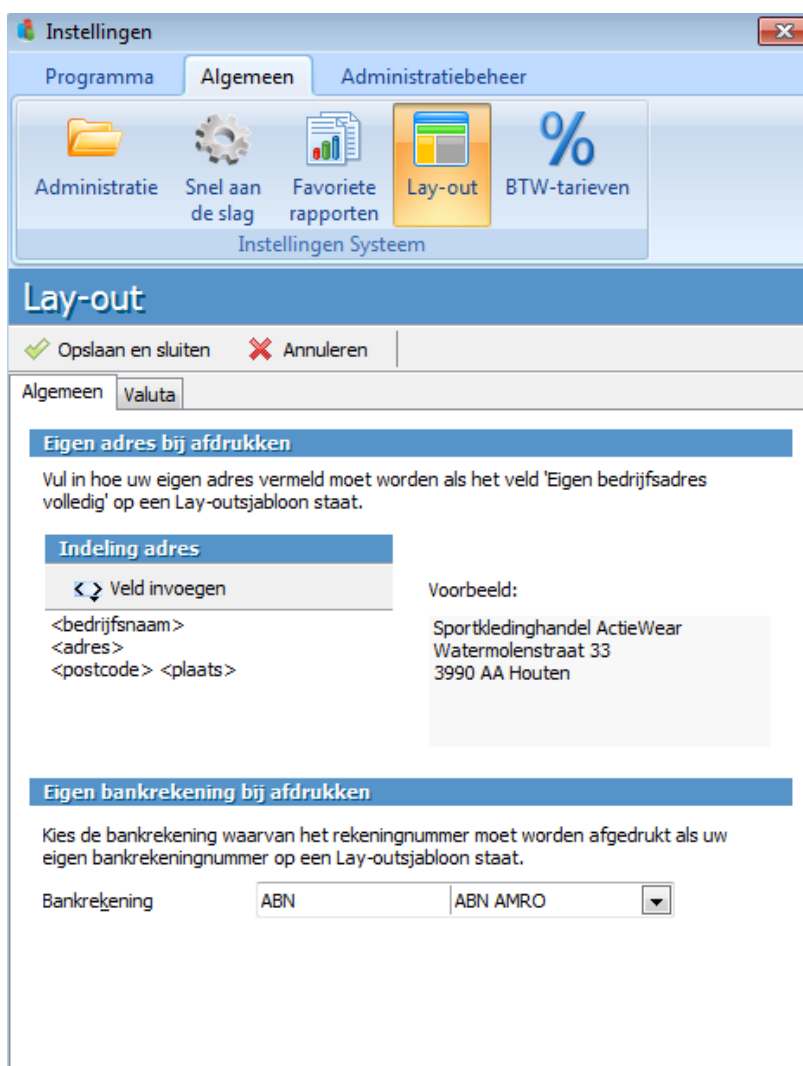 Instellingen
Programma Algemeen Administratiebeheer
Administratie Snel aan de slag Favoriete rapporten Lay-out BTW-tarieven
Instellingen Systeem
Lay-out
Opslaan en sluiten Annuleren
Algemeen Valuta
Eigen adres bij afdrukken
Vul in hoe uw eigen adres vermeld moet worden als het veld 'Eigen bedrijfsadres
volledig' op een Lay-outsjabloon staat.
Indeling adres
Veld invoegen
<bedrijfsnaam>
<adres>
<postcode> <plaats>
Voorbeeld:
Sportkledinghandel ActieWear
Watermolenstraat 33
3990 AA Houten
Eigen bankrekening bij afdrukken
Kies de bankrekening waarvan het rekeningnummer moet worden afgedrukt als uw
eigen bankrekeningnummer op een Lay-outsjabloon staat.
Bankrekening ABN ABN AMRO